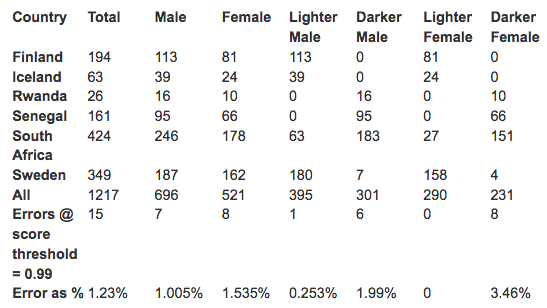 Country Total Male Female Lighter Darker Lighter Darker
Male Male Female Female
Finland 194 113 81 113 0 81 0
Iceland 63 39 24 39 0 24 0
Rwanda 26 16 10 0 16 0 10
Senegal 161 95 66 0 95 0 66
South 424 246 178 63 183 27 151
Africa
Sweden 349 187 162 180 7 158 4
All 1217 696 521 395 301 290 231
Errors @ 15 7 8 1 6 0 8
score
threshold
= 0.99
Error as % 1.23% 1.005% 1.535% 0.253% 1.99% 0 3.46%